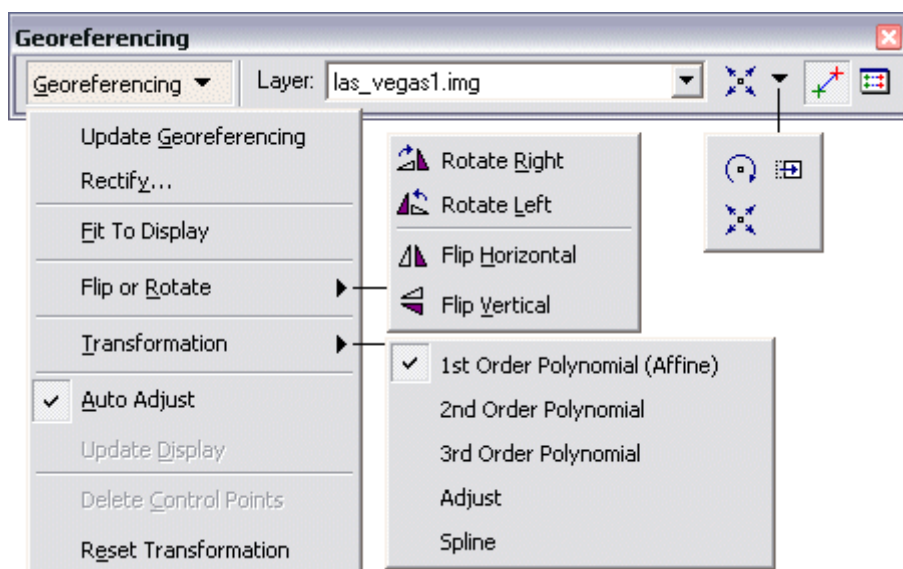 Georeferencing
Georeferencing Layer: las_vegas1.img
Update Georeferencing
Rectify...
Fit To Display
Flip or Rotate
Transformation
Auto Adjust
Update Display
Delete Control Points
Reset Transformation
Rotate Right
Rotate Left
Flip Horizontal
Flip Vertical
1st Order Polynomial (Affine)
2nd Order Polynomial
3rd Order Polynomial
Adjust
Spline